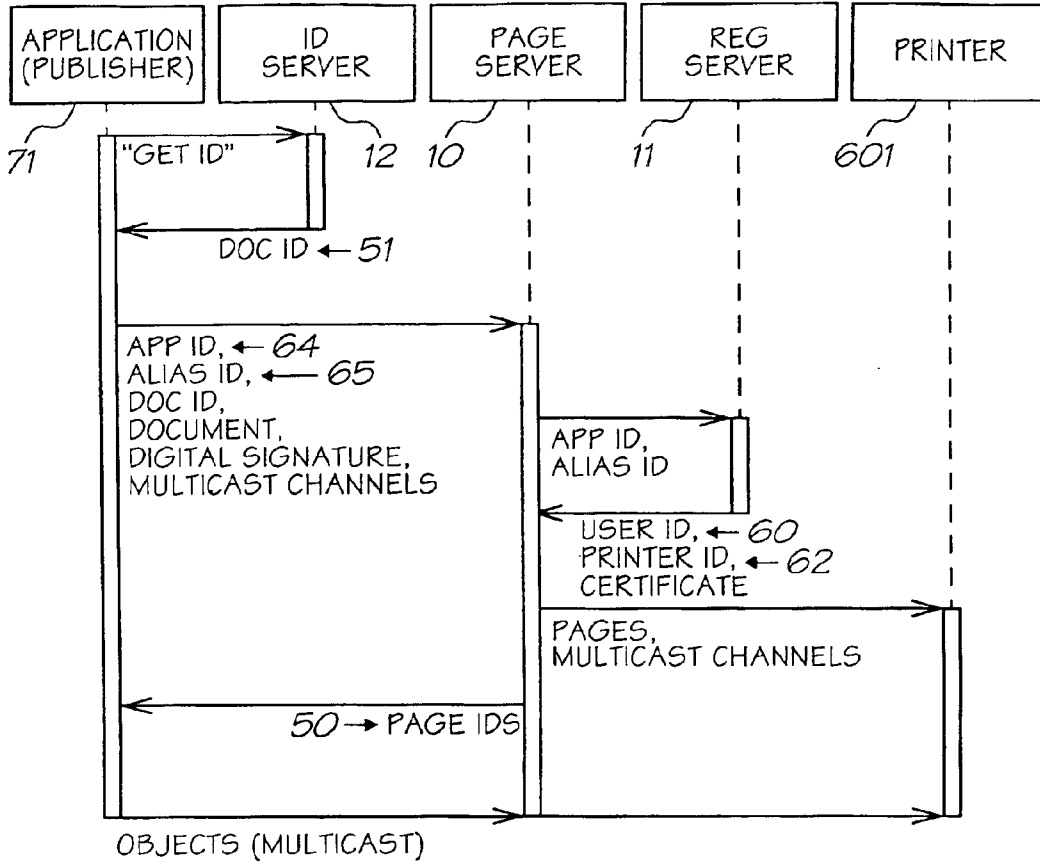 APPLICATION
(PUBLISHER)
ID
SERVER
PAGE
SERVER
REG
SERVER
PRINTER
71
12
10
11
601
"GET ID"
DOC ID ← 51
APP ID, ← 64
ALIAS ID, ← 65
DOC ID,
DOCUMENT,
DIGITAL SIGNATURE,
MULTICAST CHANNELS
APP ID,
ALIAS ID
USER ID, ← 60
PRINTER ID, ← 62
CERTIFICATE
PAGES,
MULTICAST CHANNELS
50 → PAGE IDS
OBJECTS (MULTICAST)